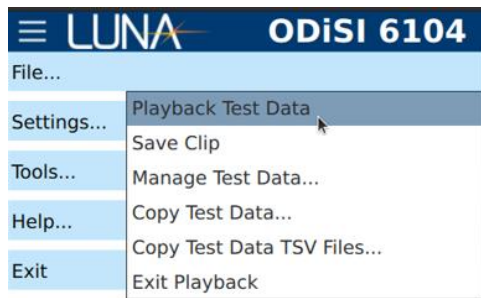 LUNA ODiSI 6104
File...
Settings...
Tools...
Help...
Exit
Playback Test Data
Save Clip
Manage Test Data...
Copy Test Data...
Copy Test Data TSV Files...
Exit Playback